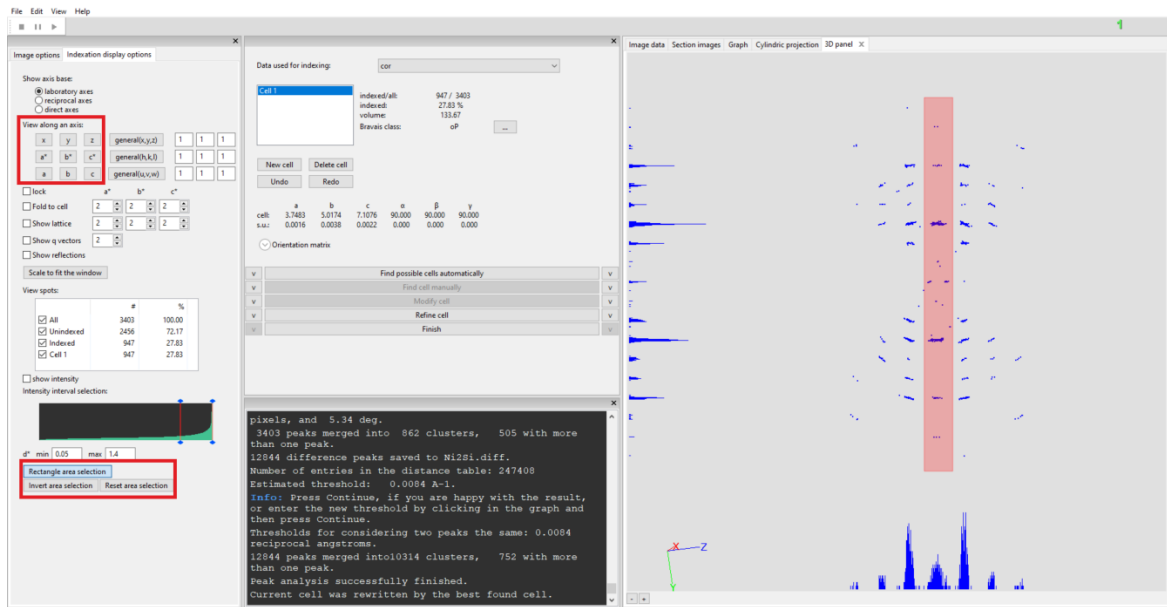 File Edit View Help
Image options Indexation display options
Show axis base:
laboratory axes
reciprocal axes
direct axes
View along an axis:
x y z general(x,y,z) 1 1 1
a* b* c* general(h,k,l) 1 1 1
a b c general(u,v,w) 1 1 1
lock a* b* c*
Fold to cell 2 2 2
Show lattice 2 2 2
Show q vectors 2
Show reflections
Scale to fit the window
View spots:
# %
All 3403 100.00
Unindexed 2456 72.17
Indexed 947 27.83
Cell 1 947 27.83
show intensity
Intensity interval selection:
d* min 0.05 max 1.4
Rectangle area selection
Invert area selection Reset area selection
Data used for indexing: cor
Cell 1
indexed/all: 947 / 3403
indexed: 27.83 %
volume: 133.67
Bravais class: oP ...
New cell Delete cell
Undo Redo
a b c α β γ
cell: 3.7483 5.0174 7.1076 90.000 90.000 90.000
s.u.: 0.0016 0.0038 0.0022 0.000 0.000 0.000
Orientation matrix
v Find possible cells automatically v
v Find cell manually v
v Modify cell v
v Refine cell v
v Finish v
pixels, and 5.34 deg.
3403 peaks merged into 862 clusters, 505 with more
than one peak.
12844 difference peaks saved to Ni2Si.diff.
Number of entries in the distance table: 247408
Estimated threshold: 0.0084 A-1.
Info: Press Continue, if you are happy with the result,
or enter the new threshold by clicking in the graph and
then press Continue.
Thresholds for considering two peaks the same: 0.0084
reciprocal angstroms.
12844 peaks merged into10314 clusters, 752 with more
than one peak.
Peak analysis successfully finished.
Current cell was rewritten by the best found cell.
1
Image data Section images Graph Cylindric projection 3D panel X
X Z
Y
- +